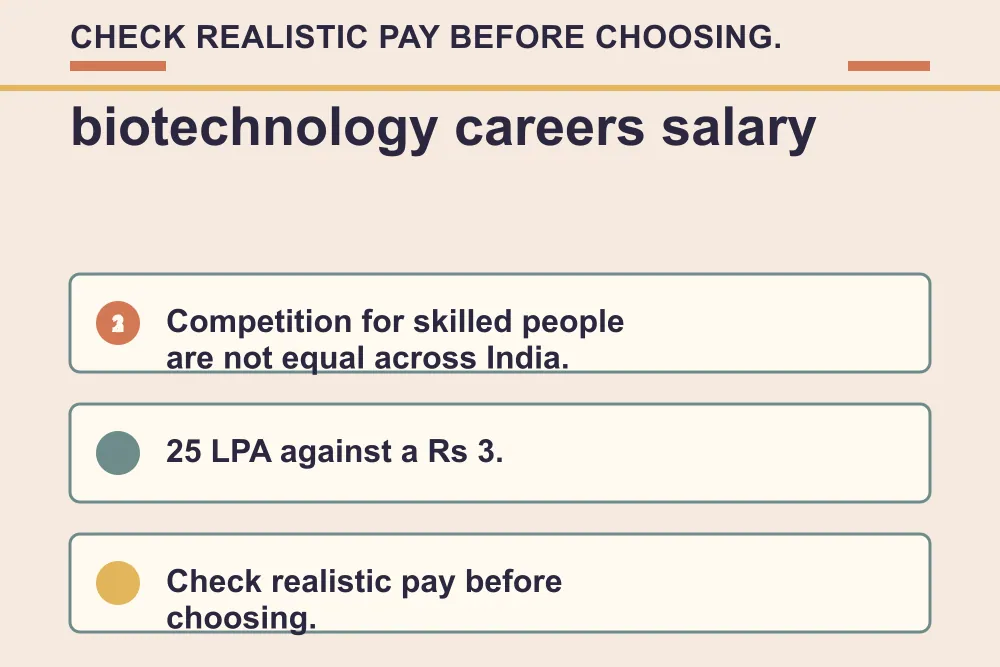 CHECK REALISTIC PAY BEFORE CHOOSING.
biotechnology careers salary
Competition for skilled people
are not equal across India.
25 LPA against a Rs 3.
Check realistic pay before
choosing.